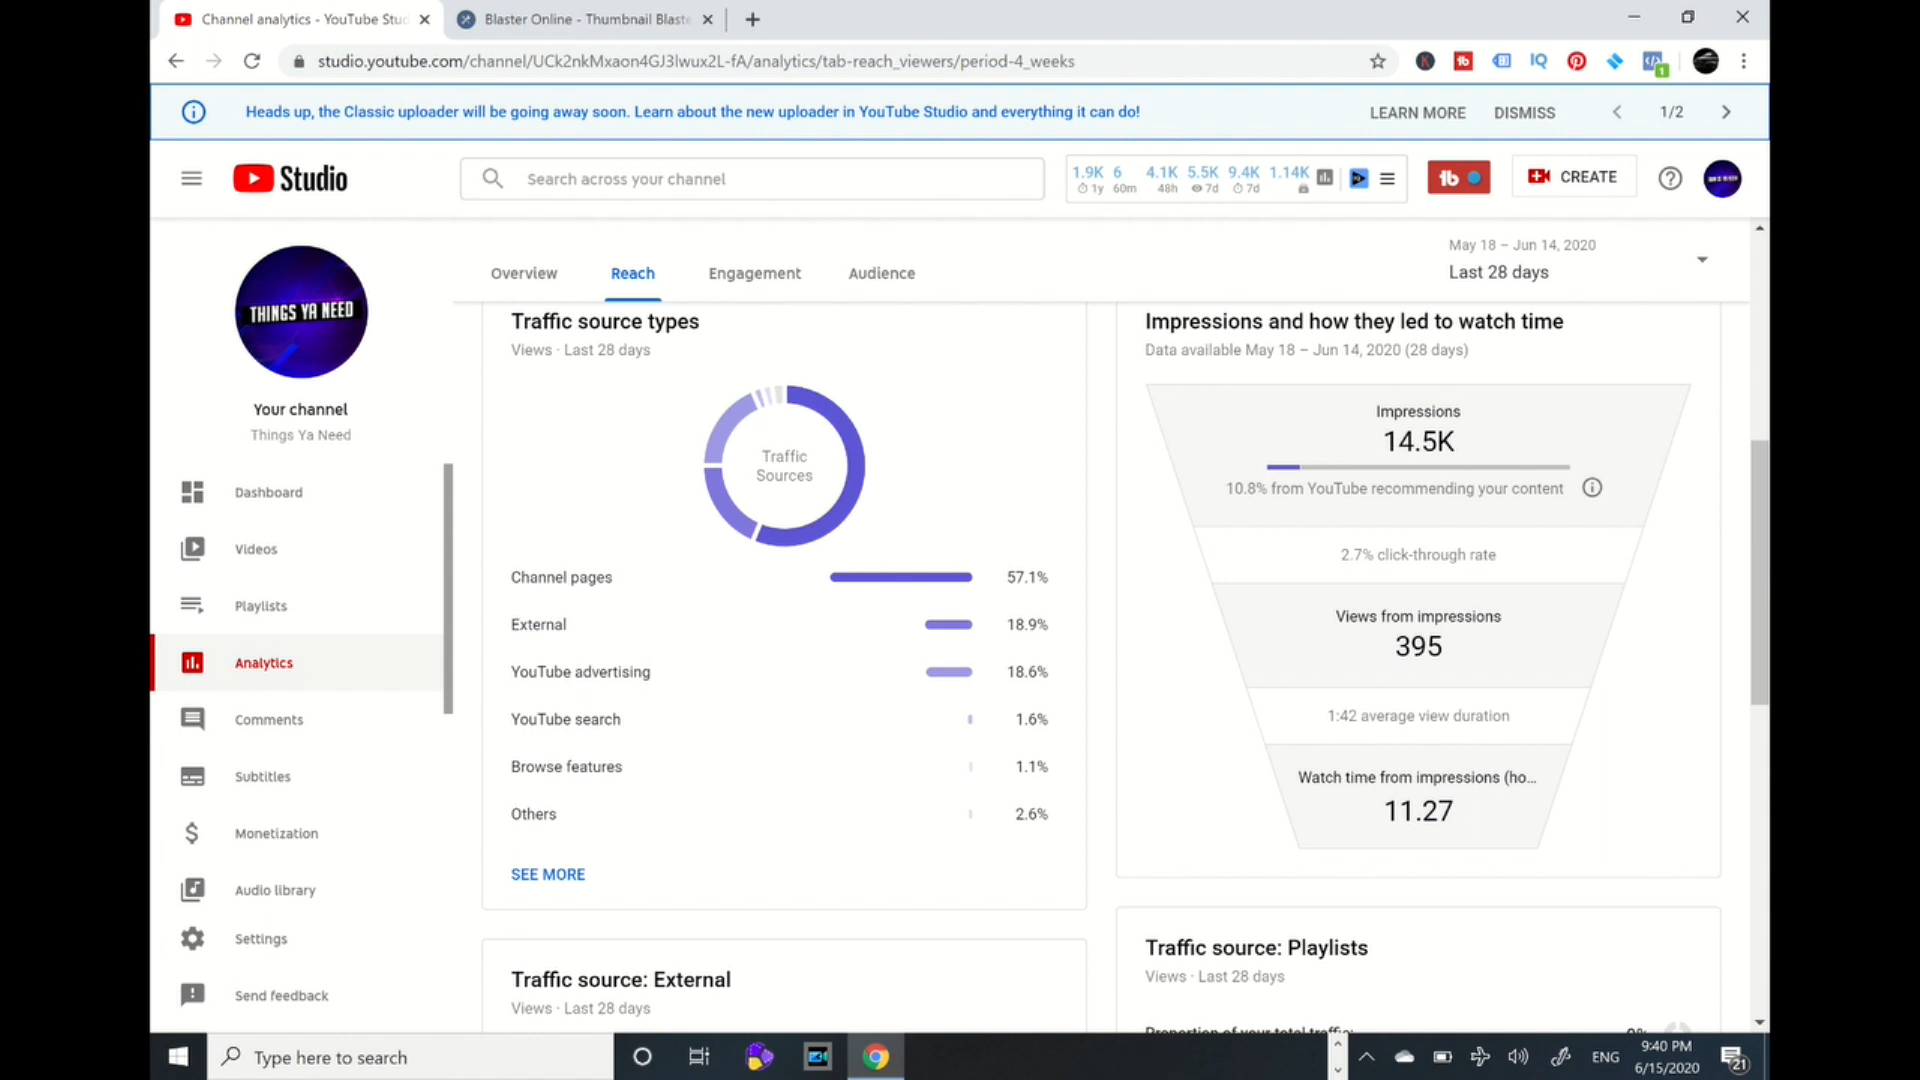 Channel analytics - YouTube Stud
Blaster Online - Thumbnail Blaste
studio.youtube.com/channel/UCk2nkMxaon4GJ3lwux2L-fA/analytics/tab-reach_viewers/period-4_weeks
Heads up, the Classic uploader will be going away soon. Learn about the new uploader in YouTube Studio and everything it can do!
LEARN MORE
DISMISS
1/2
Studio
Search across your channel
1.9K 6 4.1K 5.5K 9.4K 1.14K
1y 60m 48h 7d 7d
CREATE
May 18 – Jun 14, 2020
Last 28 days
Overview
Reach
Engagement
Audience
THINGS YA NEED
Your channel
Things Ya Need
Dashboard
Videos
Playlists
Analytics
Comments
Subtitles
Monetization
Audio library
Settings
Send feedback
Traffic source types
Views · Last 28 days
Traffic
Sources
Channel pages 57.1%
External 18.9%
YouTube advertising 18.6%
YouTube search 1.6%
Browse features 1.1%
Others 2.6%
SEE MORE
Impressions and how they led to watch time
Data available May 18 – Jun 14, 2020 (28 days)
Impressions
14.5K
10.8% from YouTube recommending your content
2.7% click-through rate
Views from impressions
395
1:42 average view duration
Watch time from impressions (ho...
11.27
Traffic source: External
Views · Last 28 days
Traffic source: Playlists
Views · Last 28 days
Proportion of your total traffic:
0%
Type here to search
ENG
9:40 PM
6/15/2020
21